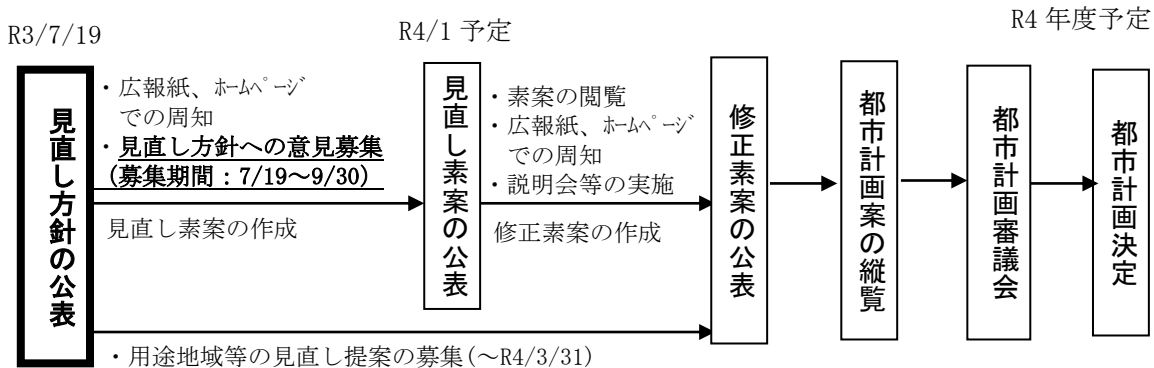 R3/7/19
R4/1 予定
R4 年度予定
見直し方針の公表
・広報紙、ﾎｰﾑﾍﾟｰｼﾞ
での周知
・見直し方針への意見募集
(募集期間：7/19～9/30)
見直し素案の作成
見直し素案の公表
・素案の閲覧
・広報紙、ﾎｰﾑﾍﾟｰｼﾞ
での周知
・説明会等の実施
修正素案の作成
修正素案の公表
都市計画案の縦覧
都市計画審議会
都市計画決定
・用途地域等の見直し提案の募集(～R4/3/31)